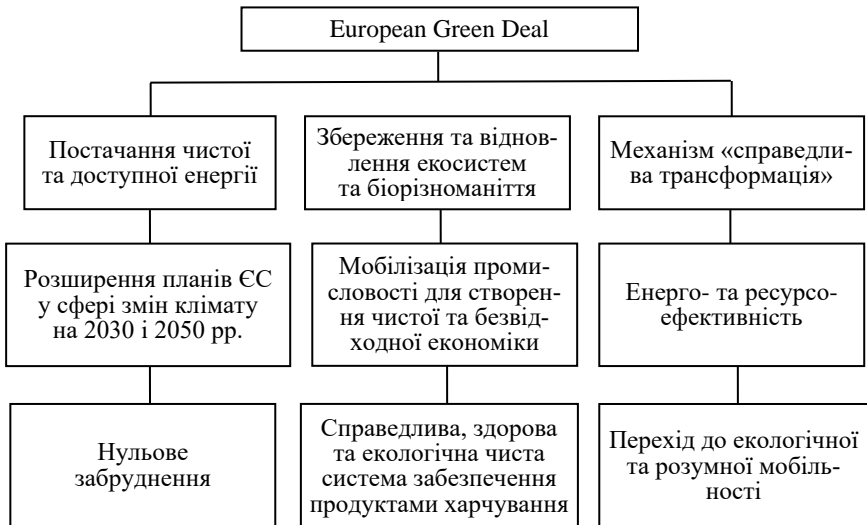 European Green Deal
Постачання чистої
та доступної енергії
Збереження та віднов-
лення екосистем
та біорізноманіття
Механізм «справедли-
ва трансформація»
Розширення планів ЄС
у сфері змін клімату
на 2030 і 2050 рр.
Мобілізація проми-
словості для створен-
ня чистої та безвід-
ходної економіки
Енерго- та ресурсо-
ефективність
Нульове
забруднення
Справедлива, здорова
та екологічна чиста
система забезпечення
продуктами харчування
Перехід до екологічної
та розумної мобіль-
ності